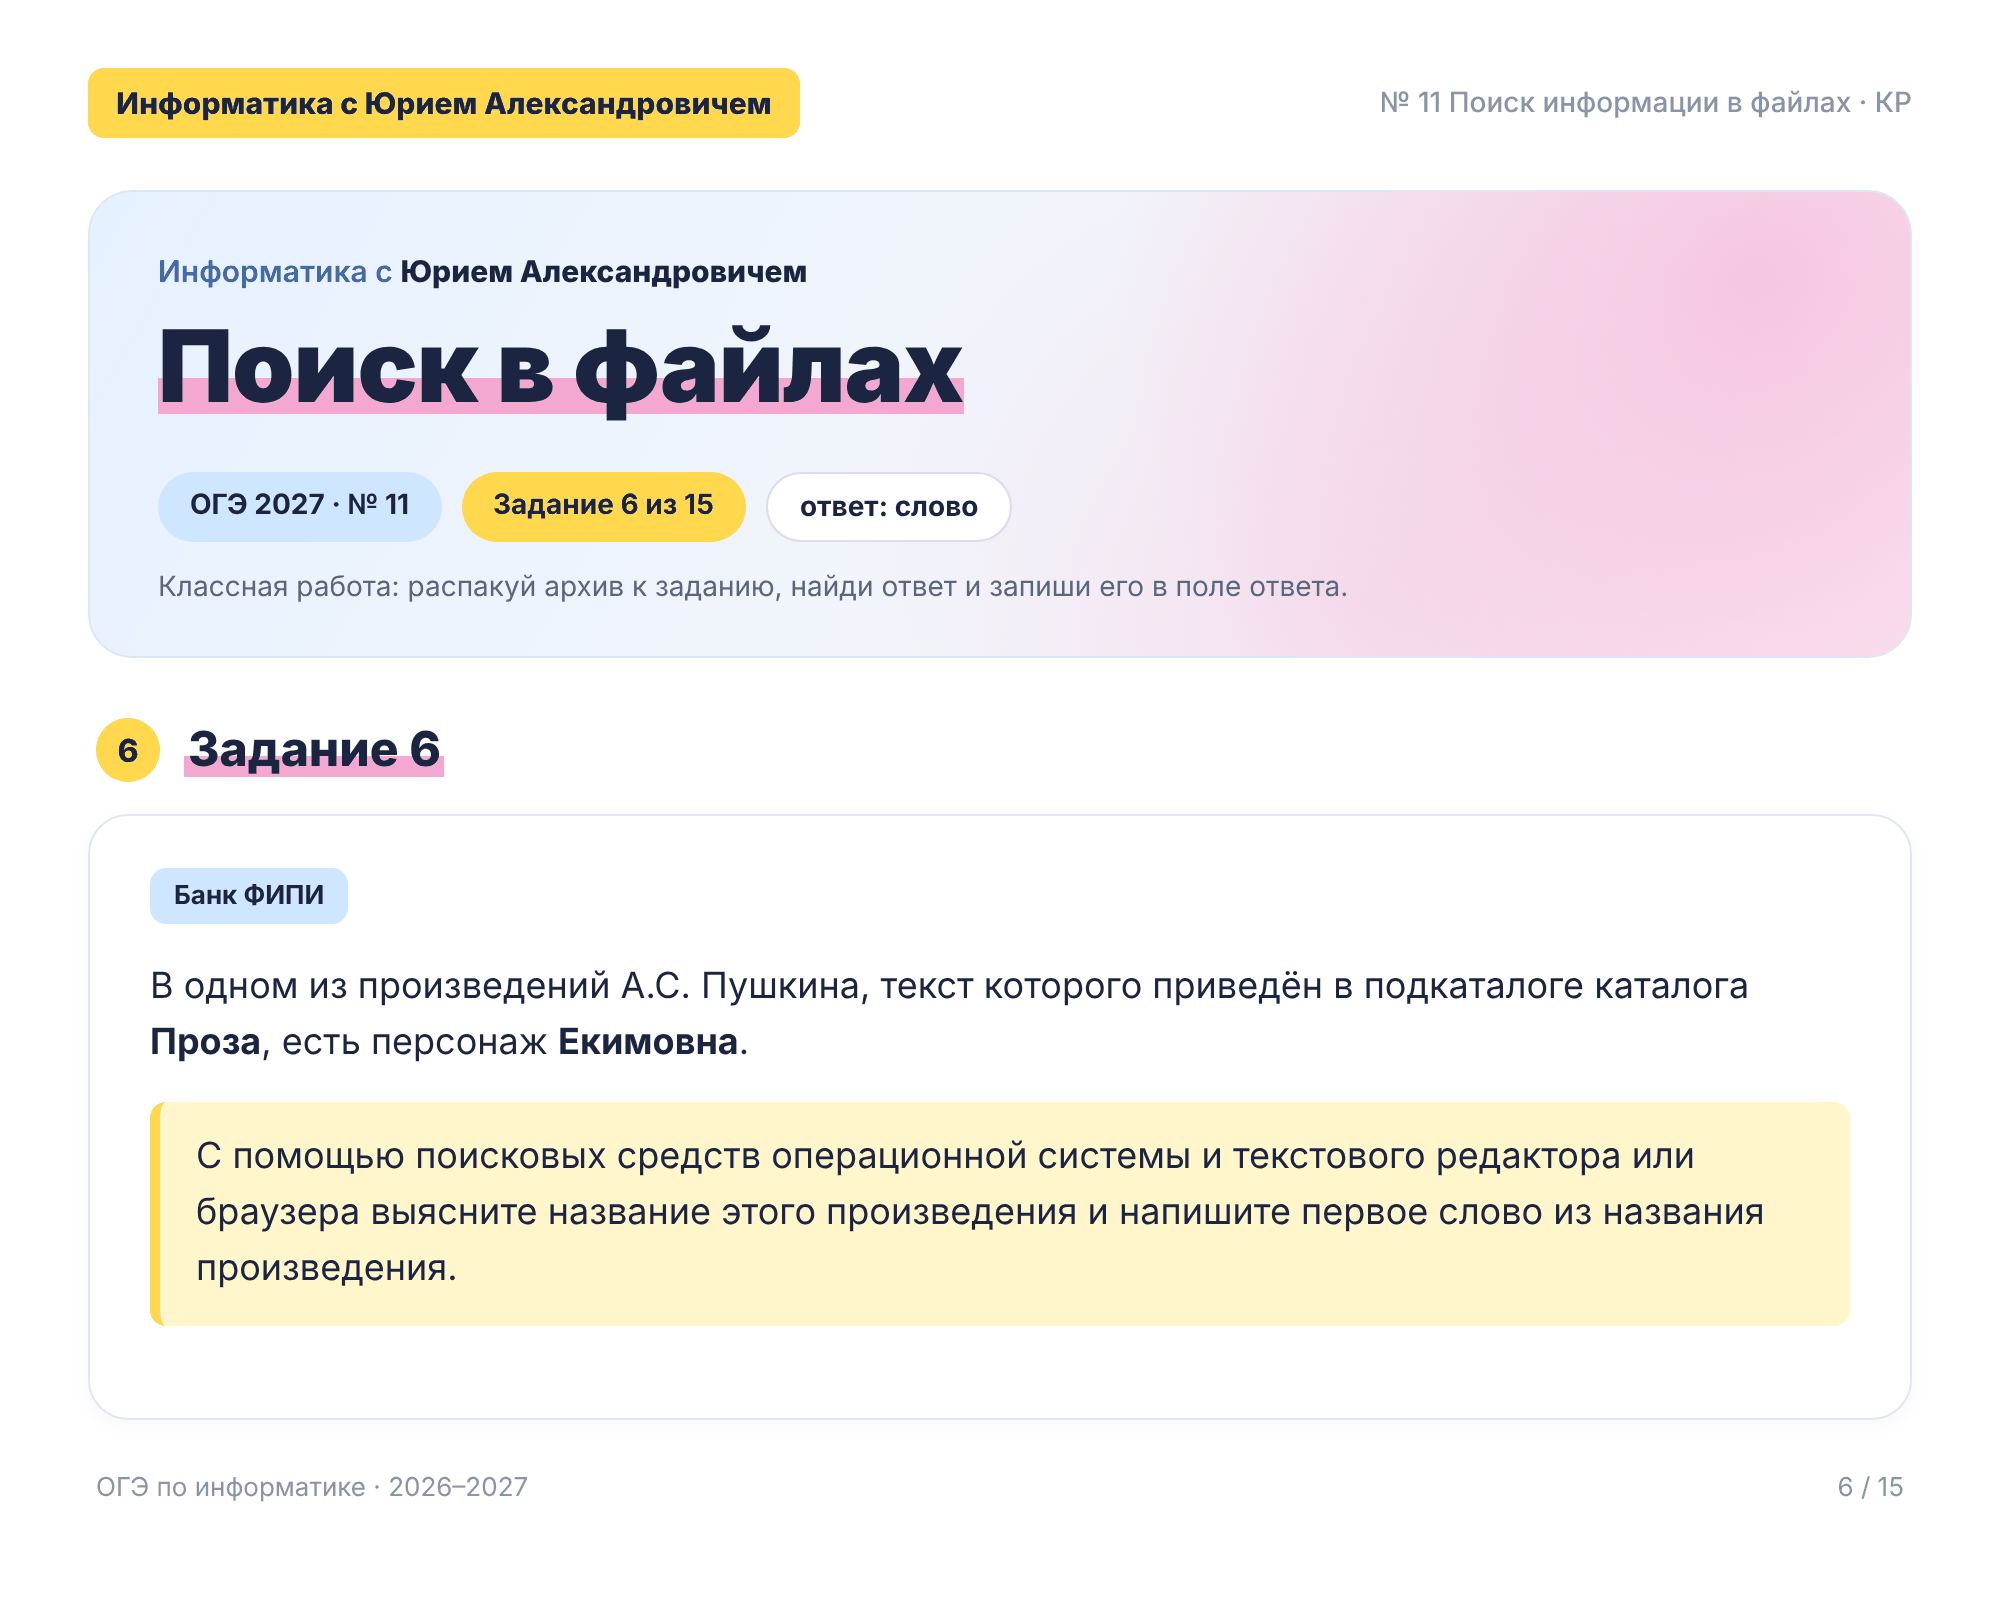 Информатика с Юрием Александровичем
№ 11 Поиск информации в файлах · КР
Информатика с Юрием Александровичем
Поиск в файлах
ОГЭ 2027 · № 11
Задание 6 из 15
ответ: слово
Классная работа: распакуй архив к заданию, найди ответ и запиши его в поле ответа.
6
Задание 6
Банк ФИПИ
В одном из произведений А.С. Пушкина, текст которого приведён в подкаталоге каталога
Проза, есть персонаж Екимовна.
С помощью поисковых средств операционной системы и текстового редактора или
браузера выясните название этого произведения и напишите первое слово из названия
произведения.
ОГЭ по информатике · 2026–2027
6 / 15